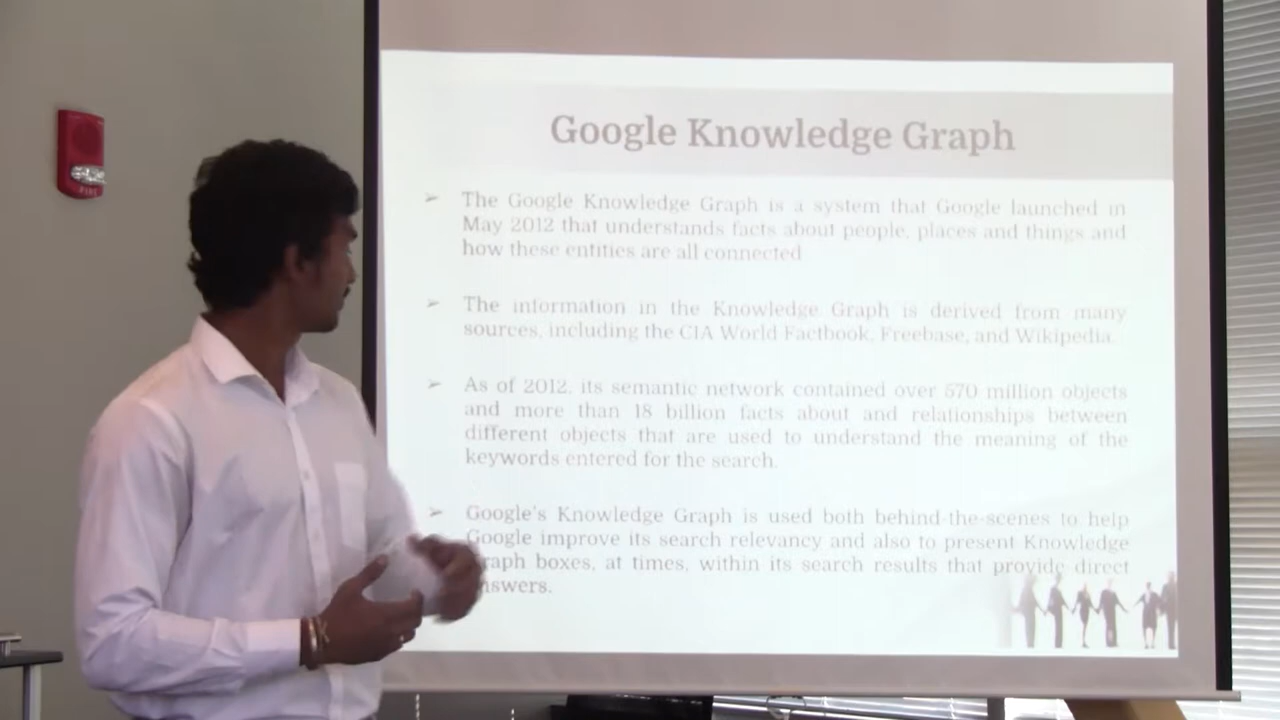 Google Knowledge Graph
➢ The Google Knowledge Graph is a system that Google launched in
May 2012 that understands facts about people, places and things and
how these entities are all connected
➢ The information in the Knowledge Graph is derived from many
sources, including the CIA World Factbook, Freebase, and Wikipedia.
➢ As of 2012, its semantic network contained over 570 million objects
and more than 18 billion facts about and relationships between
different objects that are used to understand the meaning of the
keywords entered for the search.
➢ Google's Knowledge Graph is used both behind-the-scenes to help
Google improve its search relevancy and also to present Knowledge
raph boxes, at times, within its search results that provide direct
nswers.